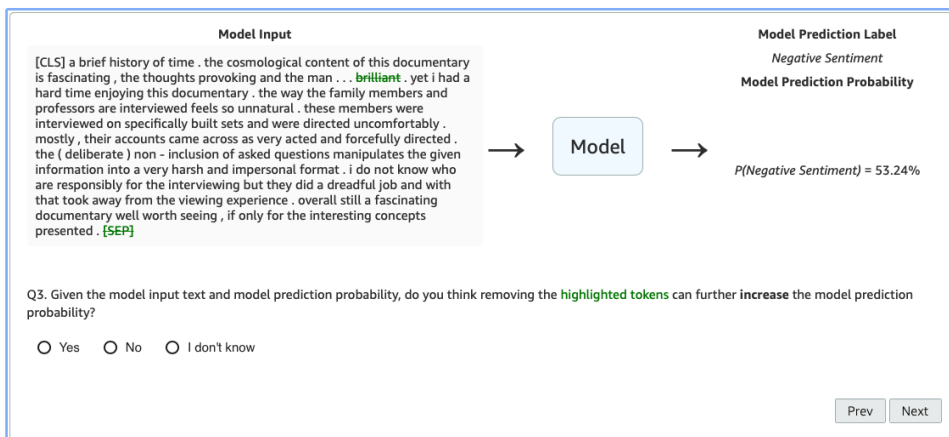 Model Input
[CLS] a brief history of time . the cosmological content of this documentary
is fascinating , the thoughts provoking and the man . . . brilliant . yet i had a
hard time enjoying this documentary . the way the family members and
professors are interviewed feels so unnatural . these members were
interviewed on specifically built sets and were directed uncomfortably .
mostly , their accounts came across as very acted and forcefully directed .
the ( deliberate ) non - inclusion of asked questions manipulates the given
information into a very harsh and impersonal format . i do not know who
are responsibly for the interviewing but they did a dreadful job and with
that took away from the viewing experience . overall still a fascinating
documentary well worth seeing , if only for the interesting concepts
presented . [SEP]
Model
Model Prediction Label
Negative Sentiment
Model Prediction Probability
P(Negative Sentiment) = 53.24%
Q3. Given the model input text and model prediction probability, do you think removing the highlighted tokens can further increase the model prediction
probability?
Yes No I don't know
Prev Next